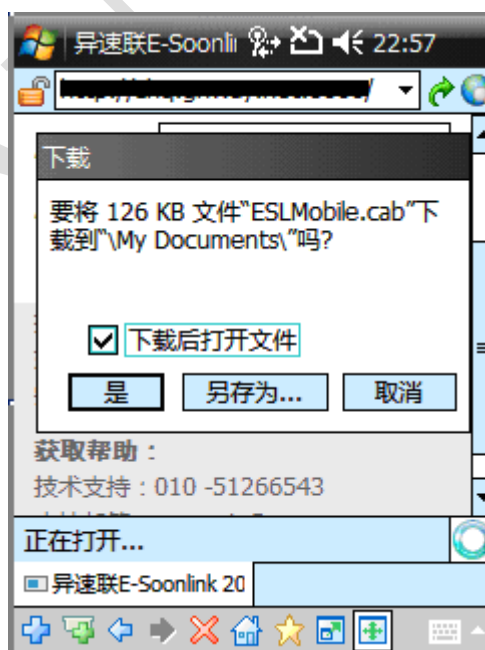 异速联E-Soonli 22:57
下载
要将 126 KB 文件“ESLMobile.cab”下
载到“\My Documents\”吗?
下载后打开文件
是 另存为... 取消
获取帮助：
技术支持：010 -51266543
正在打开...
异速联E-Soonlink 20